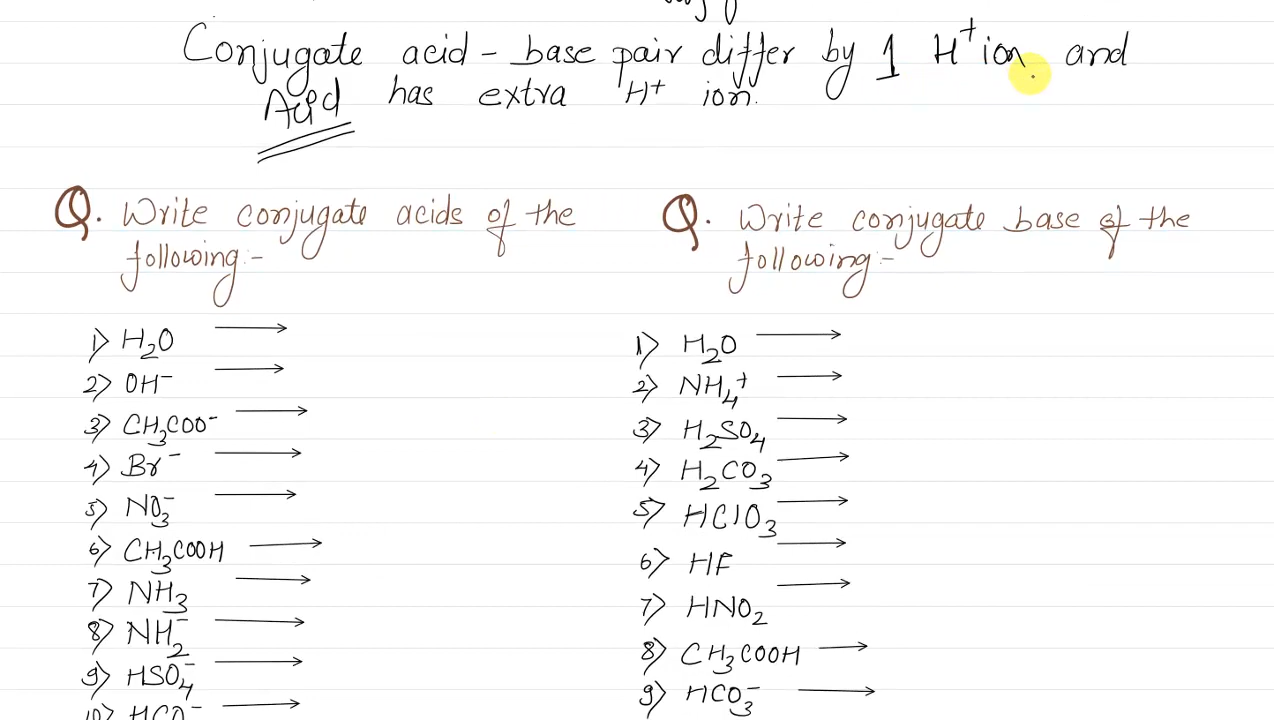 Conjugate acid - base pair differ by 1 H⁺ ion and
Acid has extra H⁺ ion.
Q. Write conjugate acids of the
following:-
1) H₂O →
2) OH⁻ →
3) CH₃COO⁻ →
4) Br⁻ →
5) NO₃⁻ →
6) CH₃COOH →
7) NH₃ →
8) NH₂⁻ →
9) HSO₄⁻ →
10) HCO⁻ →
Q. Write conjugate base of the
following:-
1) H₂O →
2) NH₄⁺ →
3) H₂SO₄ →
4) H₂CO₃ →
5) HClO₃ →
6) HF →
7) HNO₂ →
8) CH₃COOH →
9) HCO₃⁻ →